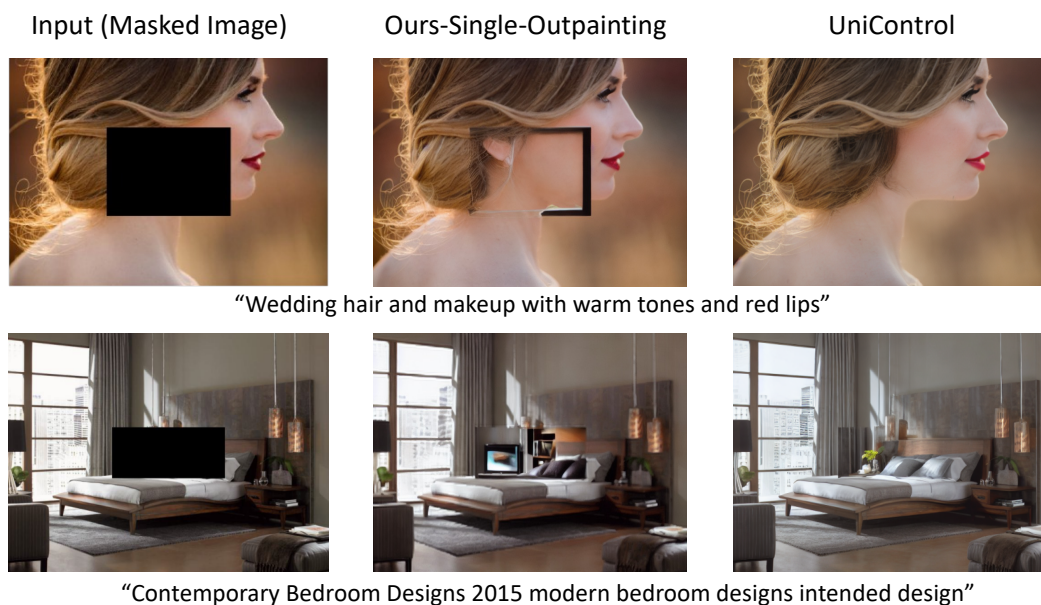 Input (Masked Image)
Ours-Single-Outpainting
UniControl
“Wedding hair and makeup with warm tones and red lips”
“Contemporary Bedroom Designs 2015 modern bedroom designs intended design”